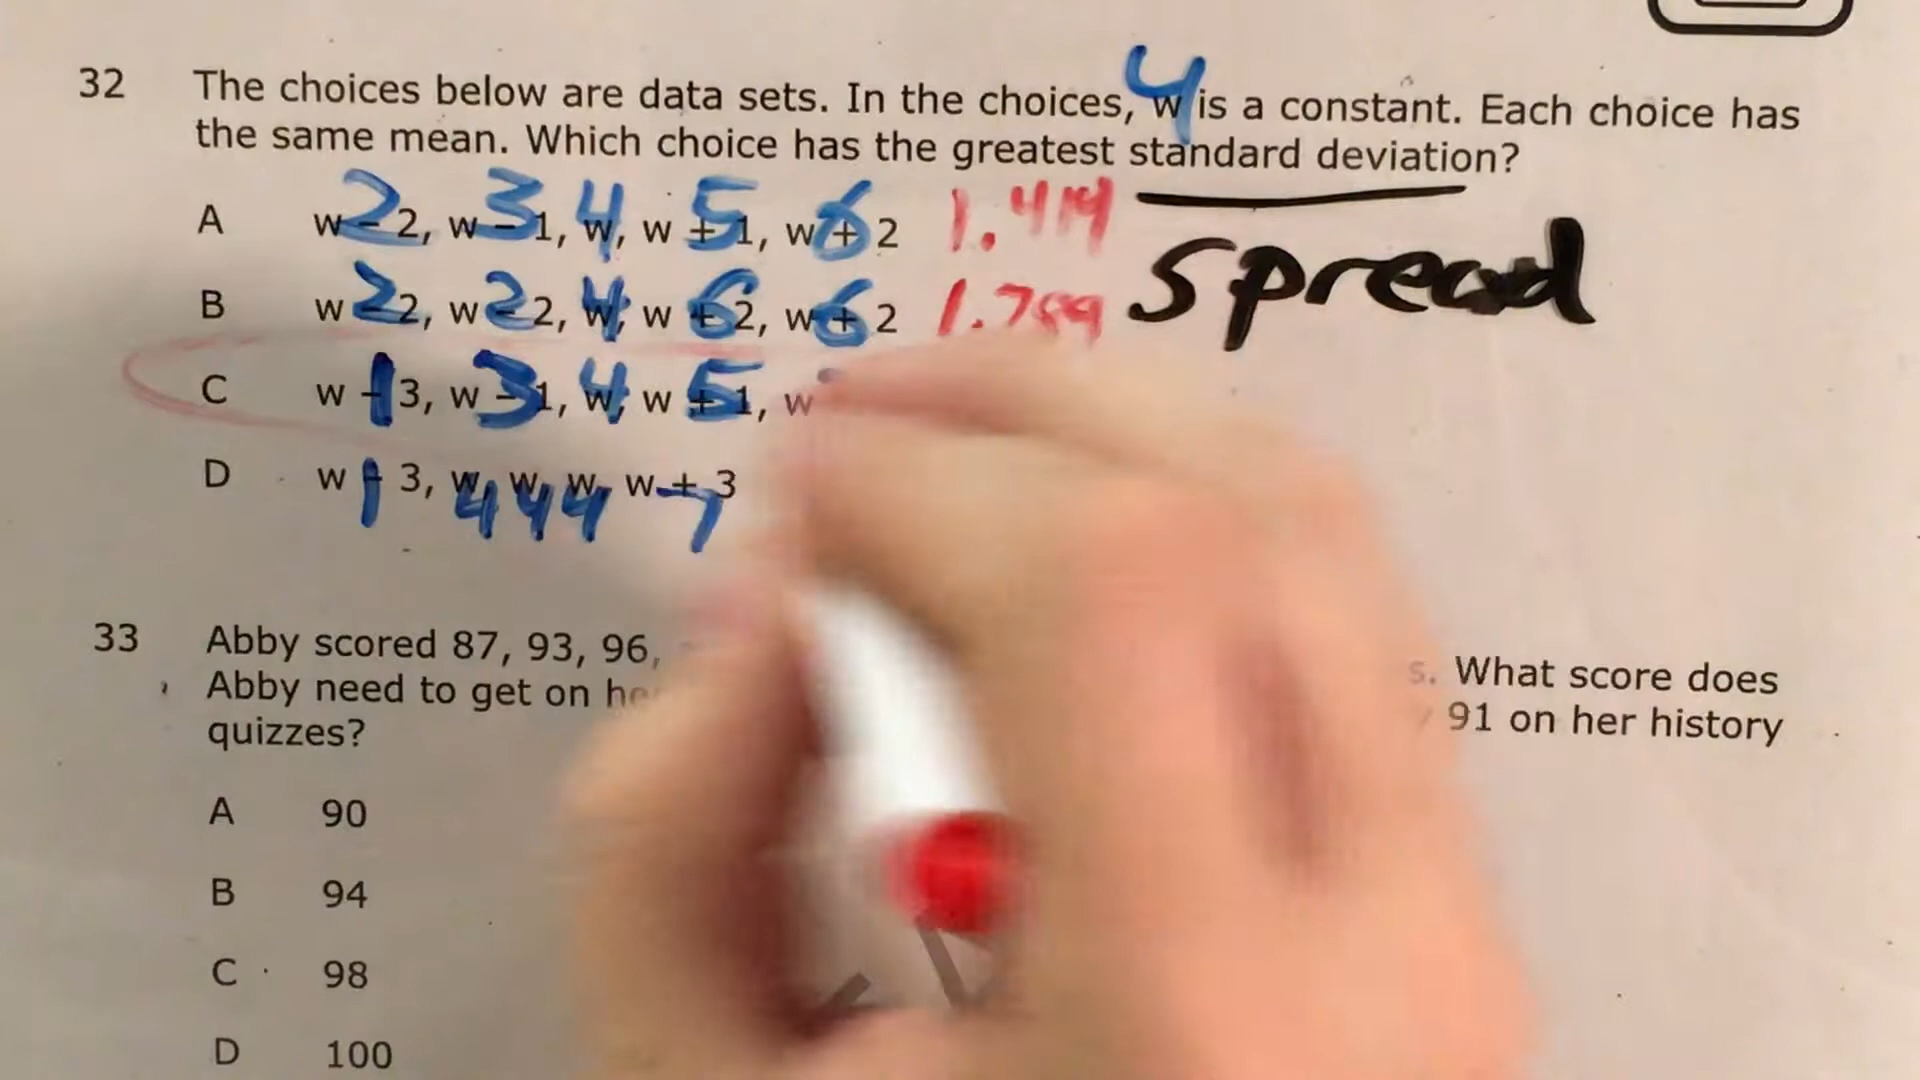 32 The choices below are data sets. In the choices, w is a constant. Each choice has
4
the same mean. Which choice has the greatest standard deviation?
A w - 2, w - 1, w, w + 1, w + 2
2 3 4 5 6 1.414
spread
B w - 2, w - 2, w, w + 2, w + 2
2 2 4 6 6 1.789
C w - 3, w - 1, w, w + 1, w
1 3 4 5
D w - 3, w, w, w, w + 3
1 4 4 4 7
33 Abby scored 87, 93, 96, s. What score does
Abby need to get on 91 on her history
quizzes?
A 90
B 94
C 98
D 100